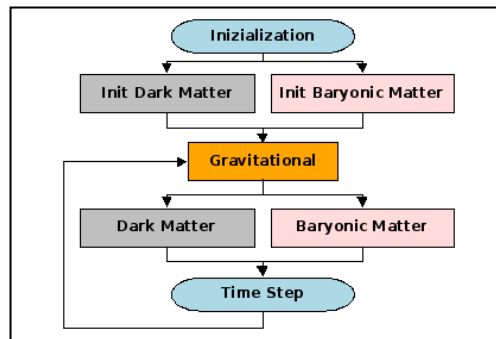 Inizialization
Init Dark Matter
Init Baryonic Matter
Gravitational
Dark Matter
Baryonic Matter
Time Step